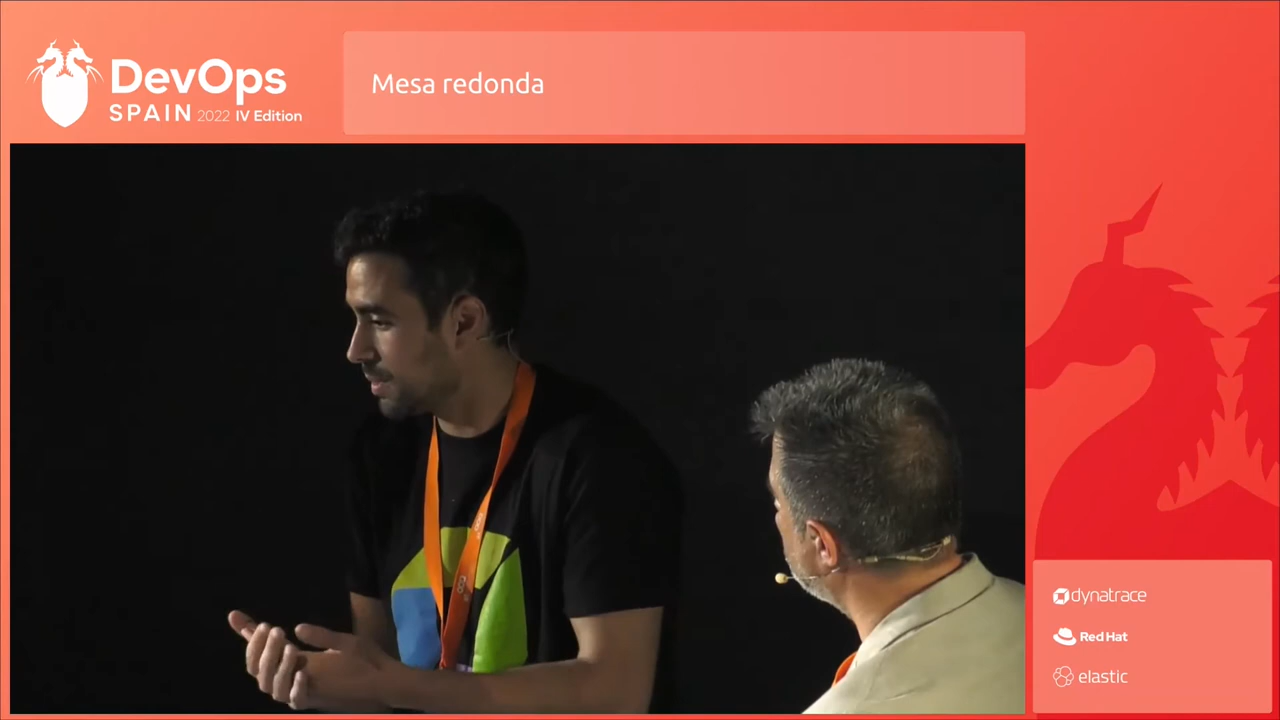 DevOps
SPAIN 2022 IV Edition
Mesa redonda
dynatrace
Red Hat
elastic